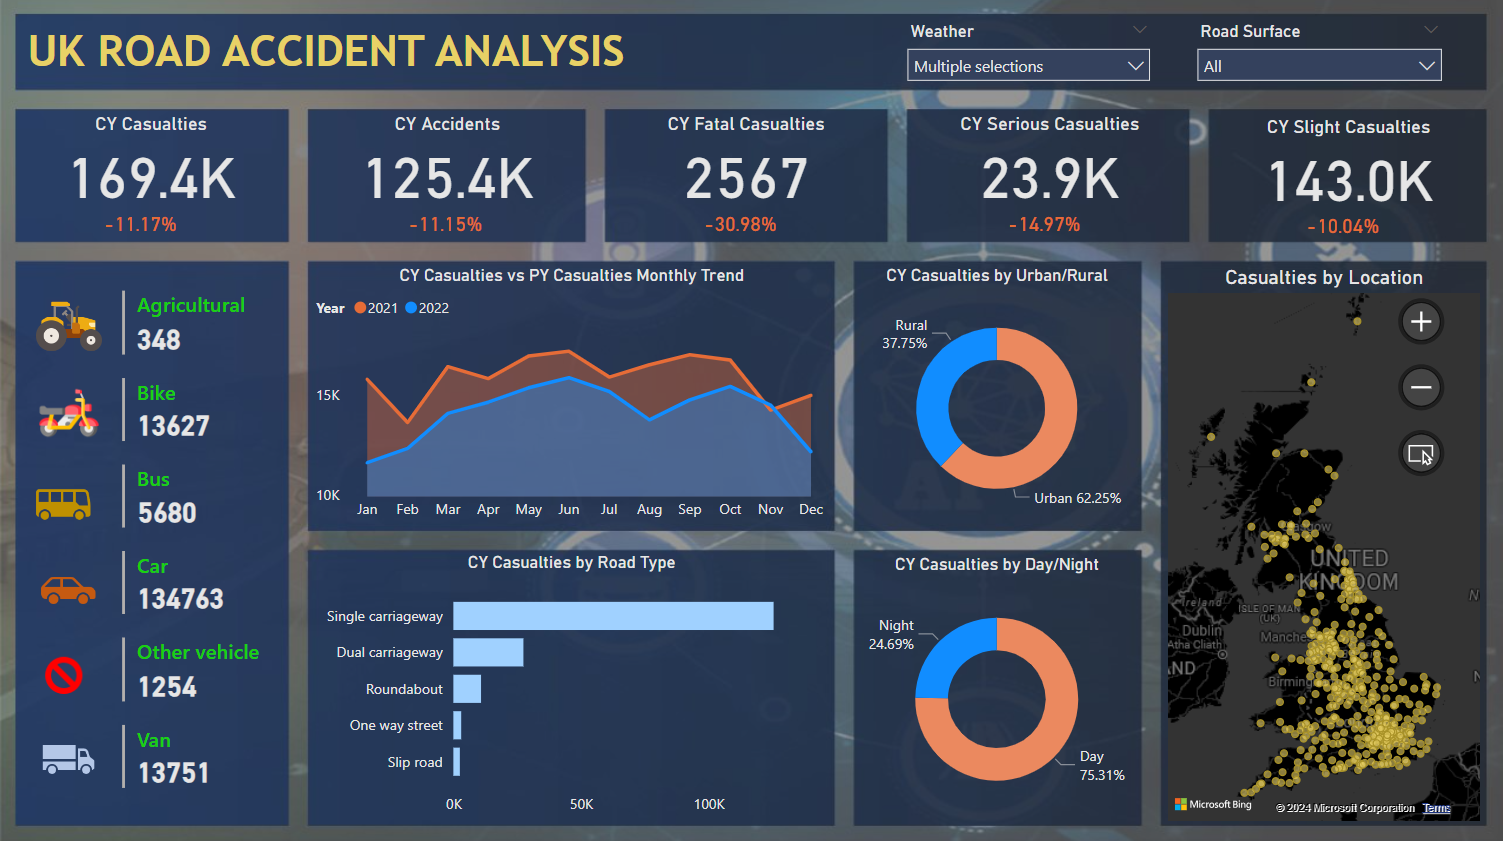 UK ROAD ACCIDENT ANALYSIS
Weather
Multiple selections
Road Surface
All
CY Casualties
169.4K
-11.17%
CY Accidents
125.4K
-11.15%
CY Fatal Casualties
2567
-30.98%
CY Serious Casualties
23.9K
-14.97%
CY Slight Casualties
143.0K
-10.04%
Agricultural
348
Bike
13627
Bus
5680
Car
134763
Other vehicle
1254
Van
13751
CY Casualties vs PY Casualties Monthly Trend
Year 2021 2022
15K
10K
Jan Feb Mar Apr May Jun Jul Aug Sep Oct Nov Dec
CY Casualties by Road Type
Single carriageway
Dual carriageway
Roundabout
One way street
Slip road
0K 50K 100K
CY Casualties by Urban/Rural
Rural
37.75%
Urban 62.25%
CY Casualties by Day/Night
Night
24.69%
Day
75.31%
Casualties by Location
UNITED
KINGDOM
Ireland
ISLE OF MAN
(UK)
Dublin
Atha Cliath
Microsoft Bing
© 2024 Microsoft Corporation Terms